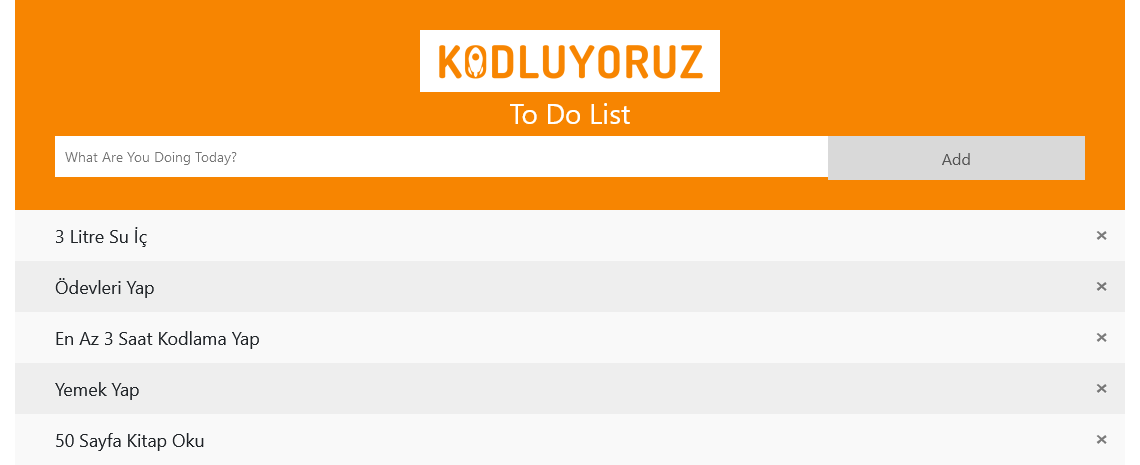 KODLUYORUZ
To Do List
What Are You Doing Today?
Add
3 Litre Su İç
×
Ödevleri Yap
×
En Az 3 Saat Kodlama Yap
×
Yemek Yap
×
50 Sayfa Kitap Oku
×